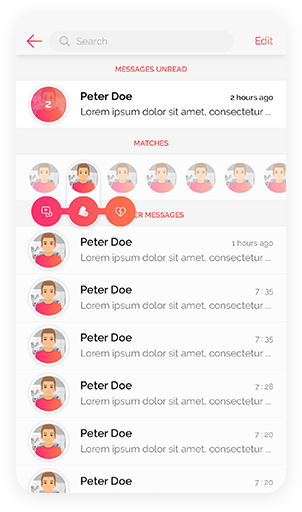 Search
Edit
MESSAGES UNREAD
2
Peter Doe
2 hours ago
Lorem ipsum dolor sit amet, consectetur ...
MATCHES
ER MESSAGES
Peter Doe
1 hours ago
Lorem ipsum dolor sit amet, consectetur ...
Peter Doe
7 : 35
Lorem ipsum dolor sit amet, consectetur ...
Peter Doe
7 : 35
Lorem ipsum dolor sit amet, consectetur ...
Peter Doe
7 : 28
Lorem ipsum dolor sit amet, consectetur ...
Peter Doe
7 : 20
Lorem ipsum dolor sit amet, consectetur ...
Peter Doe
7 : 20